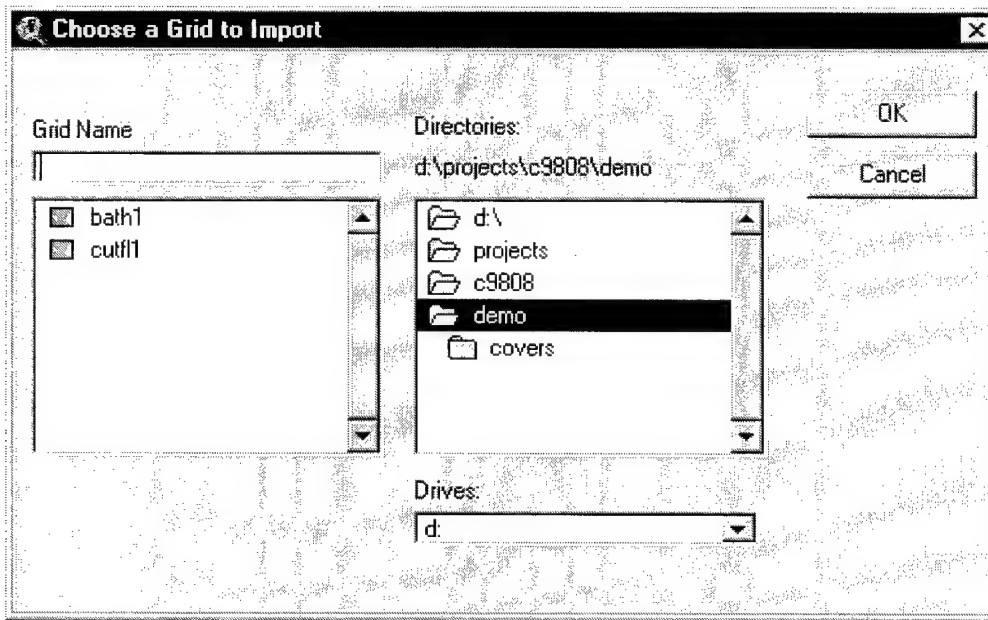 Choose a Grid to Import
Grid Name
bath1
cutfl1
Directories:
d:\projects\c9808\demo
d:\
projects
c9808
demo
covers
Drives:
d:
OK
Cancel